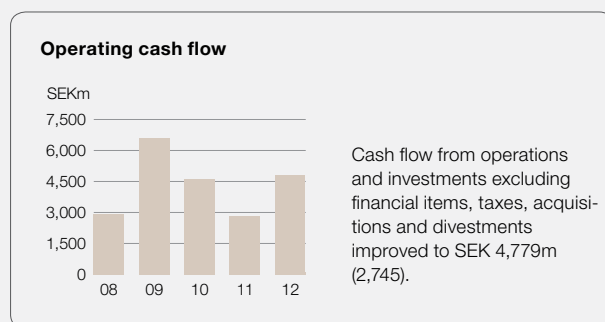 Operating cash flow
SEKm
7,500
6,000
4,500
3,000
1,500
0
08 09 10 11 12
Cash flow from operations
and investments excluding
financial items, taxes, acquisi-
tions and divestments
improved to SEK 4,779m
(2,745).